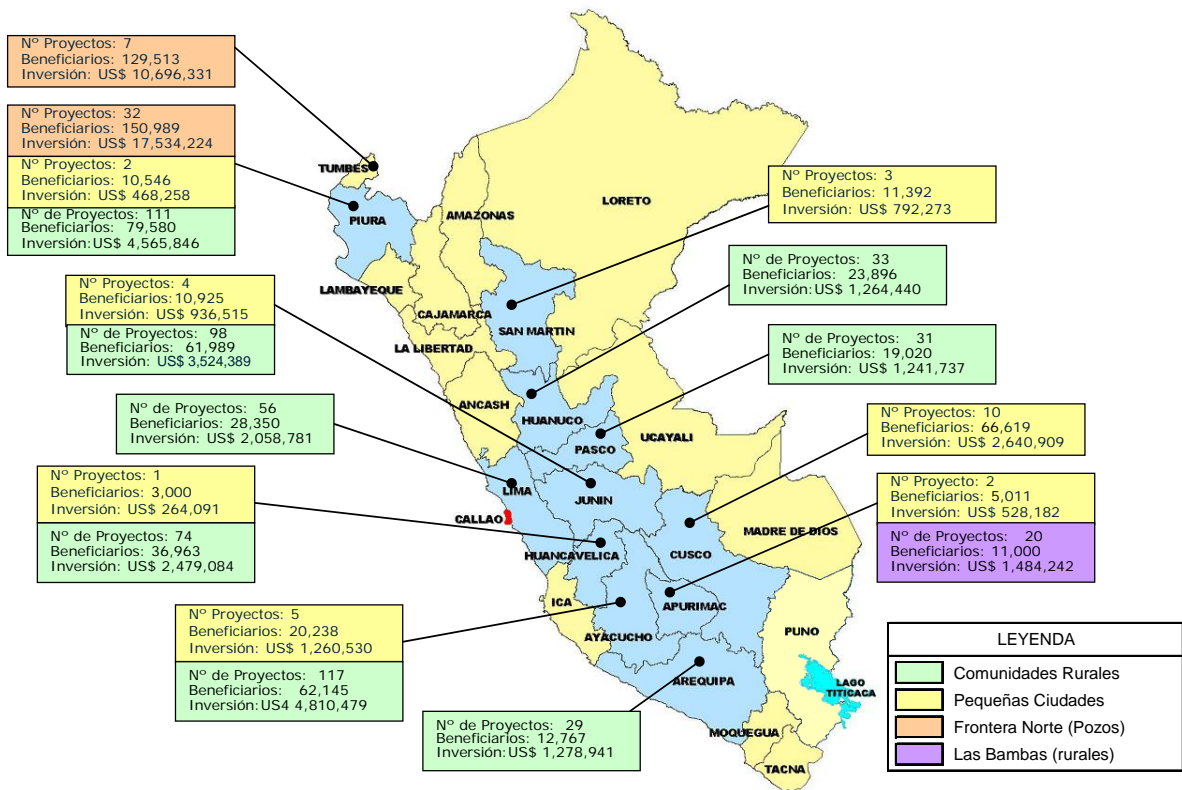 Nº Proyectos: 7
Beneficiarios: 129,513
Inversión: US$ 10,696,331
Nº Proyectos: 32
Beneficiarios: 150,989
Inversión: US$ 17,534,224
Nº Proyectos: 2
Beneficiarios: 10,546
Inversión: US$ 468,258
Nº de Proyectos: 111
Beneficiarios: 79,580
Inversión:US$ 4,565,846
Nº Proyectos: 4
Beneficiarios:10,925
Inversión: US$ 936,515
Nº de Proyectos: 98
Beneficiarios: 61,989
Inversión: US$ 3,524,389
Nº de Proyectos: 56
Beneficiarios: 28,350
Inversión: US$ 2,058,781
Nº Proyectos: 1
Beneficiarios: 3,000
Inversión: US$ 264,091
Nº de Proyectos: 74
Beneficiarios: 36,963
Inversión: US$ 2,479,084
Nº Proyectos: 5
Beneficiarios: 20,238
Inversión: US$ 1,260,530
Nº de Proyectos: 117
Beneficiarios: 62,145
Inversión:US4 4,810,479
Nº de Proyectos: 29
Beneficiarios: 12,767
Inversión:US$ 1,278,941
TUMBES
PIURA
AMAZONAS
LORETO
LAMBAYEQUE
CAJAMARCA
SAN MARTIN
LA LIBERTAD
ANCASH
HUANUCO
UCAYALI
PASCO
LIMA
JUNIN
CALLAO
MADRE DE DIOS
HUANCAVELICA
CUSCO
ICA
APURIMAC
AYACUCHO
PUNO
AREQUIPA
LAGO
TITICACA
MOQUEGUA
TACNA
Nº Proyectos: 3
Beneficiarios: 11,392
Inversión: US$ 792,273
Nº de Proyectos: 33
Beneficiarios: 23,896
Inversión:US$ 1,264,440
Nº de Proyectos: 31
Beneficiarios: 19,020
Inversión: US$ 1,241,737
Nº Proyectos: 10
Beneficiarios: 66,619
Inversión: US$ 2,640,909
Nº Proyecto: 2
Beneficiarios: 5,011
Inversión: US$ 528,182
Nº de Proyectos: 20
Beneficiarios: 11,000
Inversión: US$ 1,484,242
LEYENDA
Comunidades Rurales
Pequeñas Ciudades
Frontera Norte (Pozos)
Las Bambas (rurales)